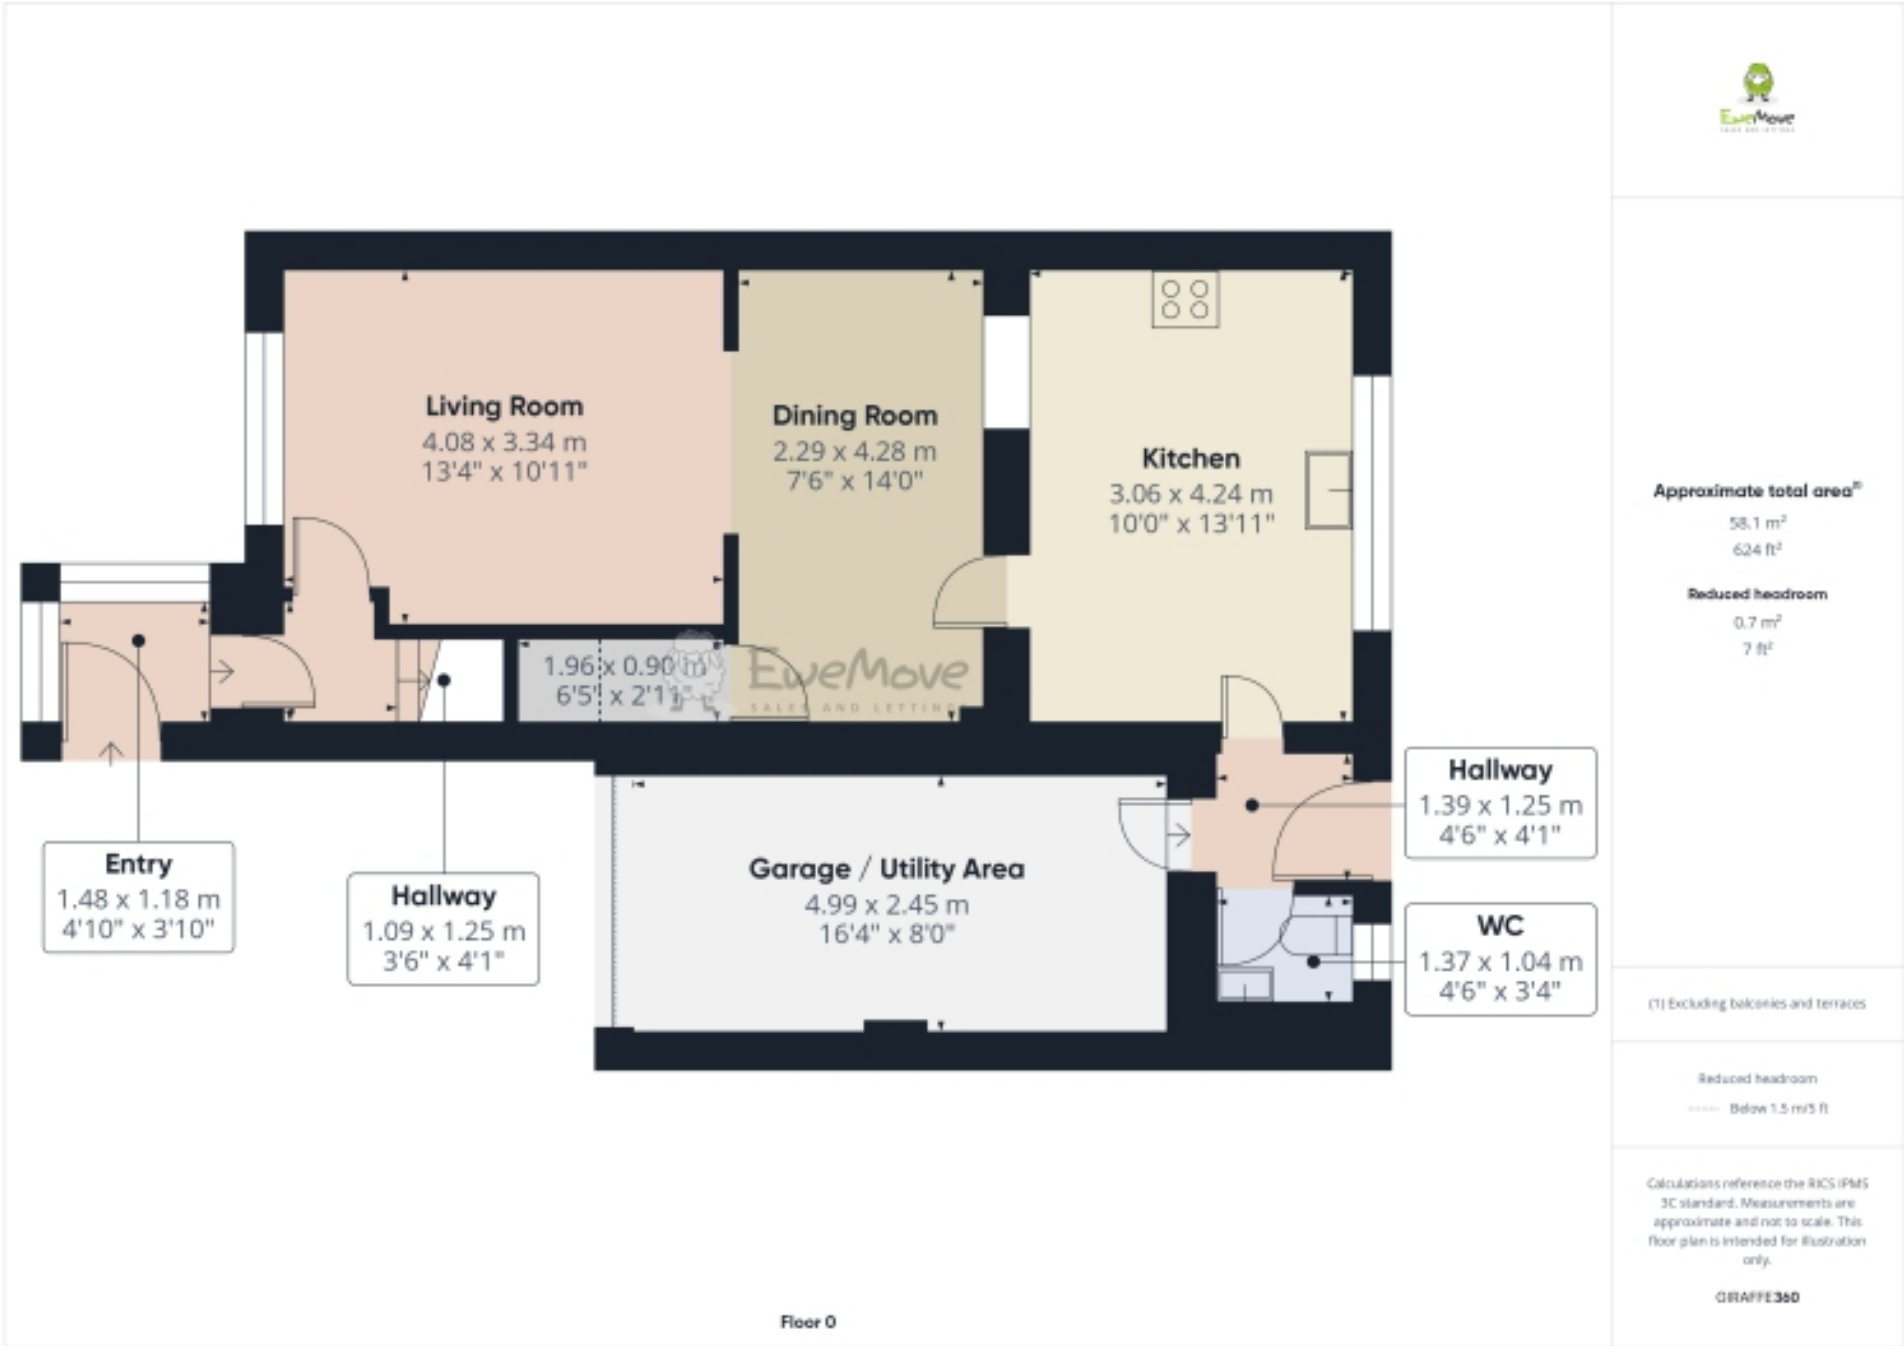 EweMove
Living Room
4.08 x 3.34 m
13'4" x 10'11"
Dining Room
2.29 x 4.28 m
7'6" x 14'0"
Kitchen
3.06 x 4.24 m
10'0" x 13'11"
1.96 x 0.90 m
6'5" x 2'11"
EweMove
SALES AND LETTINGS
Entry
1.48 x 1.18 m
4'10" x 3'10"
Hallway
1.09 x 1.25 m
3'6" x 4'1"
Garage / Utility Area
4.99 x 2.45 m
16'4" x 8'0"
Hallway
1.39 x 1.25 m
4'6" x 4'1"
WC
1.37 x 1.04 m
4'6" x 3'4"
Floor 0
Approximate total area⁽¹⁾
58.1 m²
624 ft²
Reduced headroom
0.7 m²
7 ft²
(1) Excluding balconies and terraces
Reduced headroom
Below 1.5 m/5 ft
Calculations reference the RICS IPMS
3C standard. Measurements are
approximate and not to scale. This
floor plan is intended for illustration
only.
GIRAFFE360